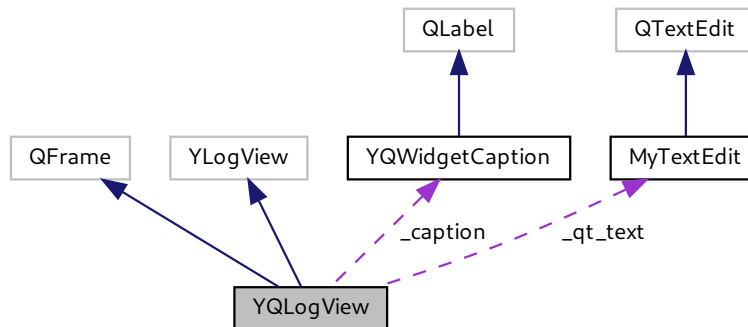 QLabel
QTextEdit
QFrame
YLogView
YQWidgetCaption
MyTextEdit
_caption
_qt_text
YQLogView